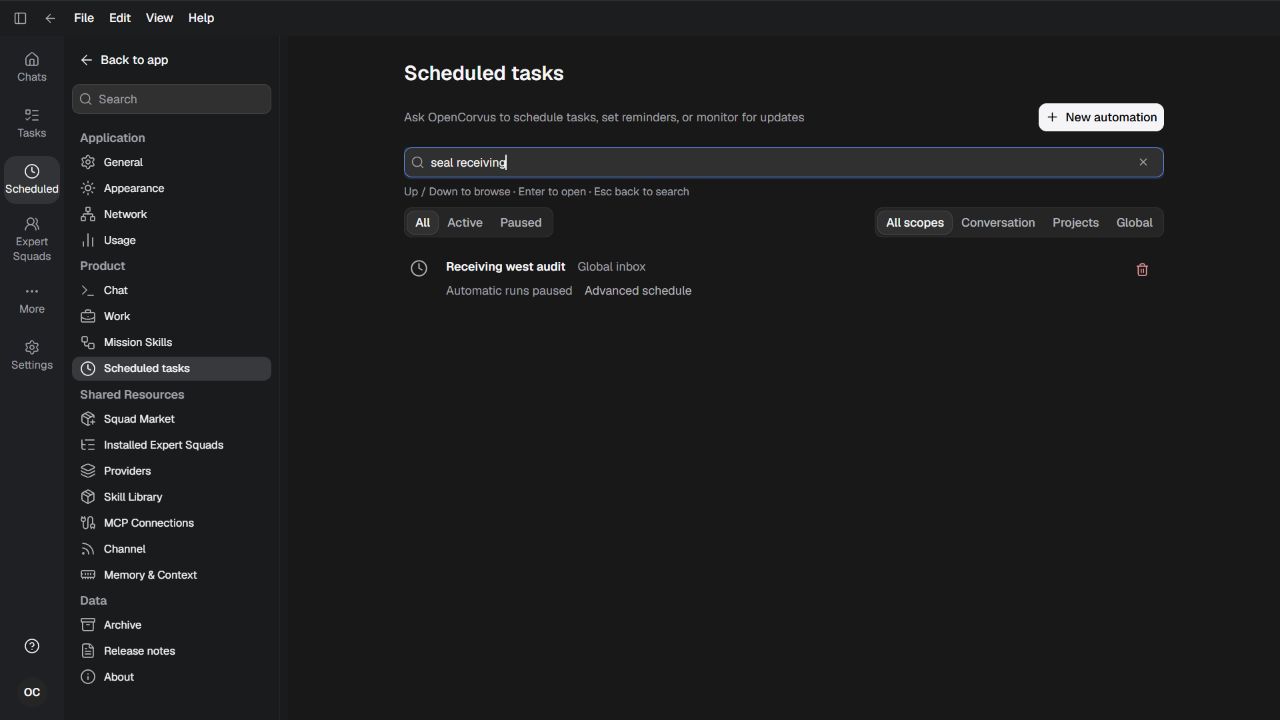 File Edit View Help
Chats
Tasks
Scheduled
Expert
Squads
More
Settings
OC
Back to app
Search
Application
General
Appearance
Network
Usage
Product
Chat
Work
Mission Skills
Scheduled tasks
Shared Resources
Squad Market
Installed Expert Squads
Providers
Skill Library
MCP Connections
Channel
Memory & Context
Data
Archive
Release notes
About
Scheduled tasks
Ask OpenCorvus to schedule tasks, set reminders, or monitor for updates
New automation
seal receiving
Up / Down to browse · Enter to open · Esc back to search
All Active Paused
All scopes Conversation Projects Global
Receiving west audit Global inbox
Automatic runs paused Advanced schedule